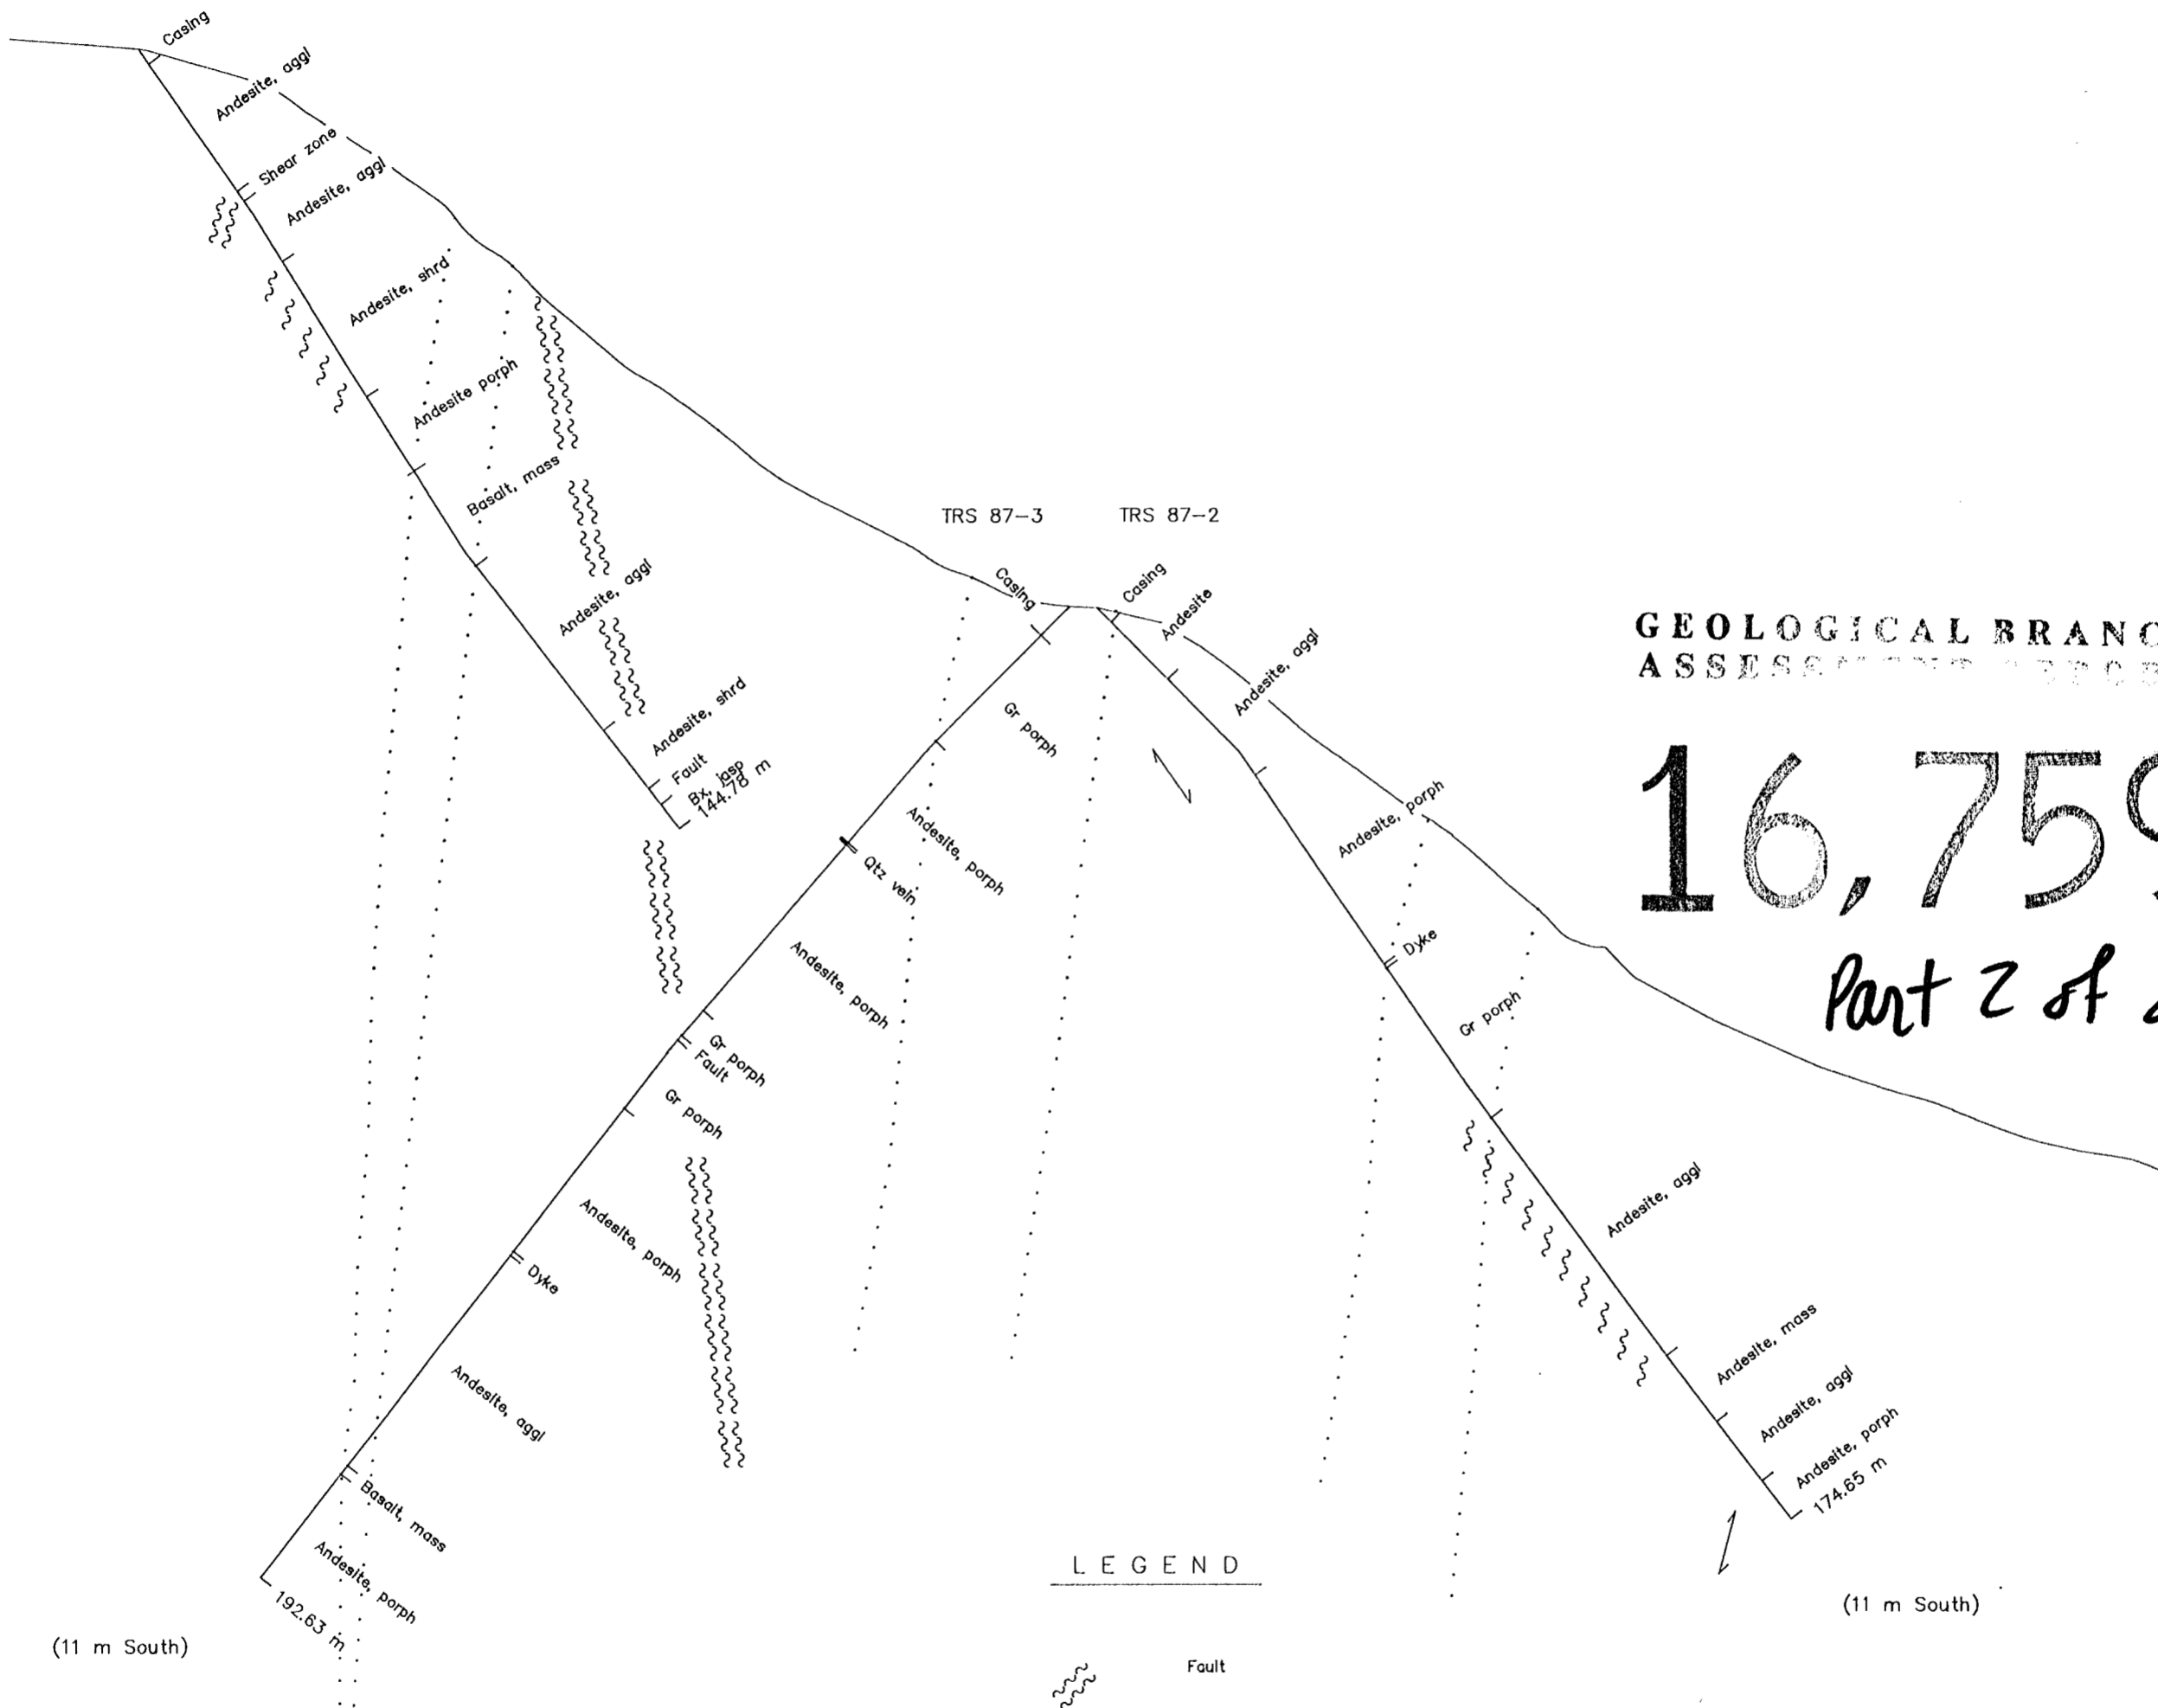 Casing
Andesite, aggl
Shear zone
Andesite, aggl
Andesite, shrd
Andesite porph
Basalt, mass
Andesite, aggl
Andesite, shrd
Fault
Bx, jasp
144.78 m
TRS 87-3
TRS 87-2
Casing
Gr porph
Andesite, porph
Qtz vein
Andesite, porph
Gr porph
Fault
Gr porph
Andesite, porph
Dyke
Andesite, aggl
Basalt, mass
Andesite, porph
192.63 m
(11 m South)
Casing
Andesite
Andesite, aggl
Andesite, porph
Dyke
Gr porph
Andesite, aggl
Andesite, mass
Andesite, aggl
Andesite, porph
174.65 m
(11 m South)
GEOLOGICAL BRANC
16,759
Part 2 of
LEGEND
Fault